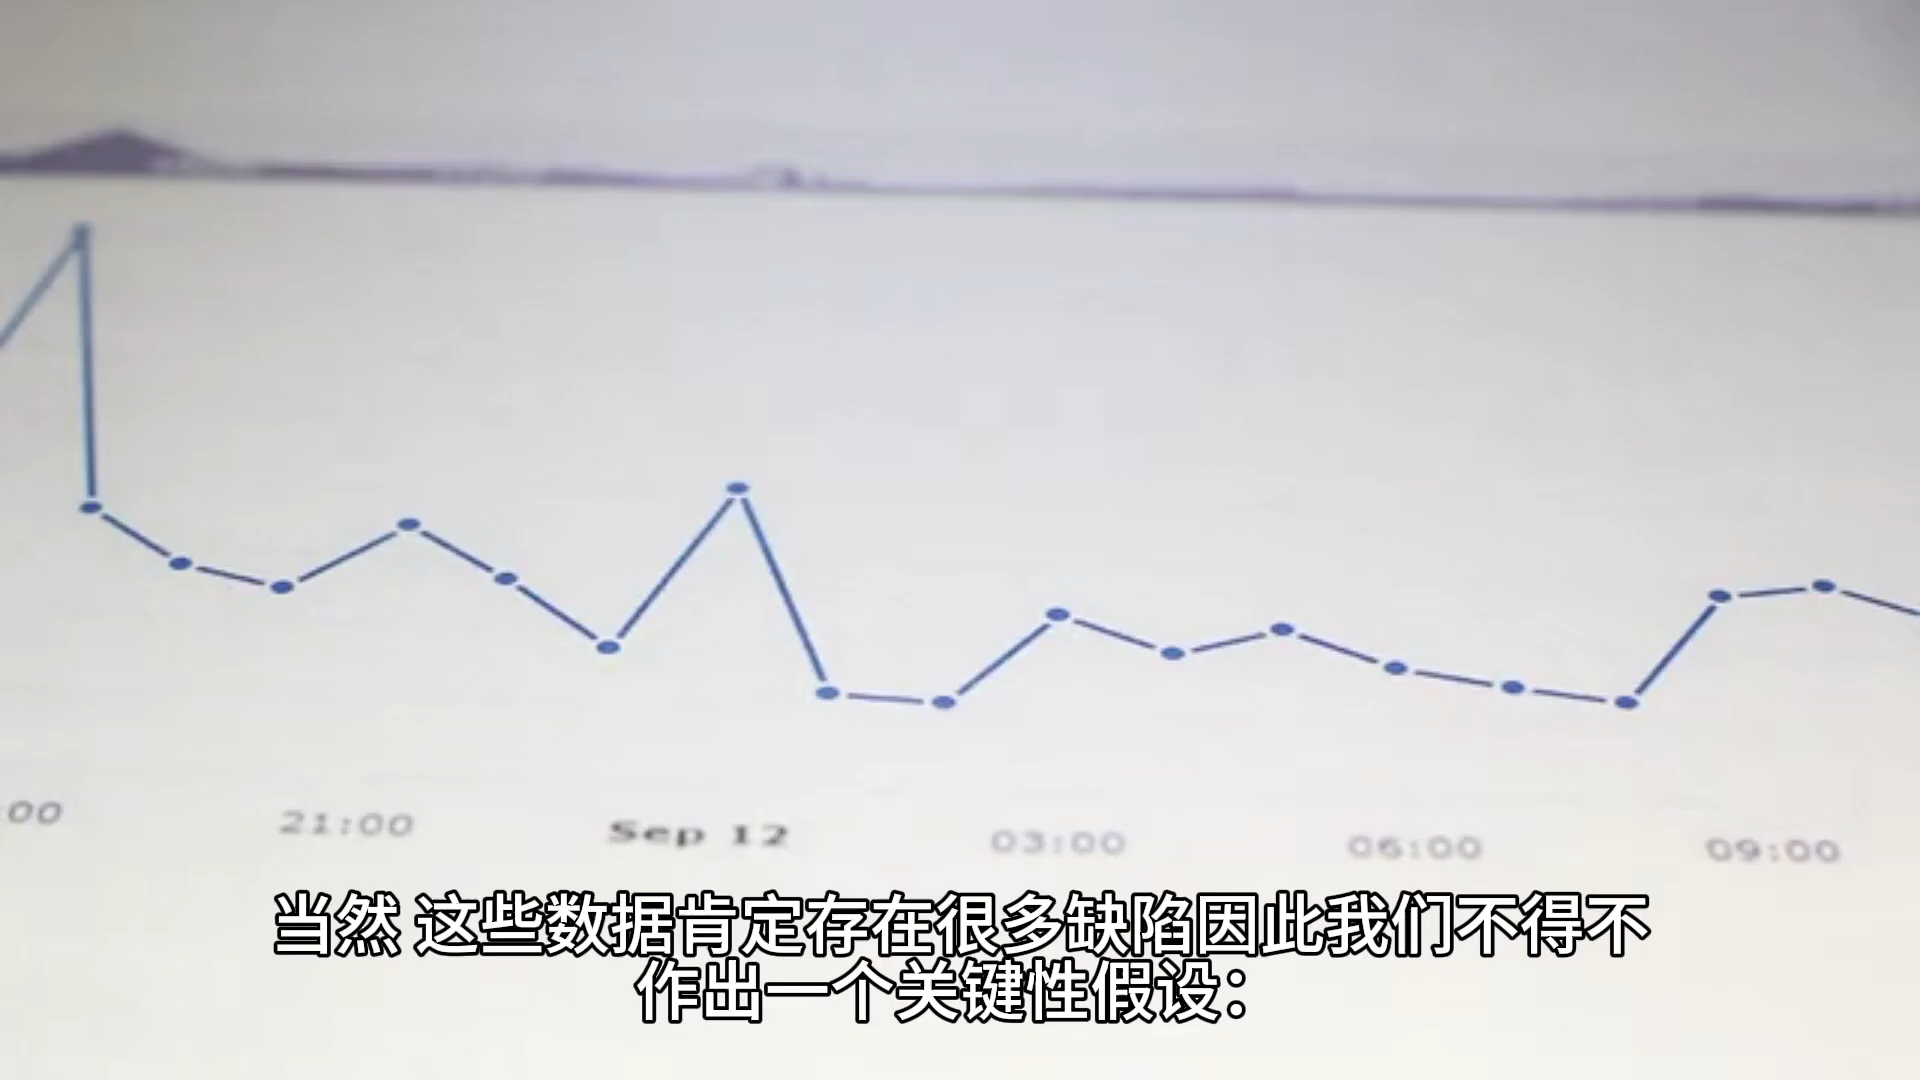 :00 21:00 Sep 12 03:00 06:00 09:00
当然 这些数据肯定存在很多缺陷因此我们不得不
作出一个关键性假设：